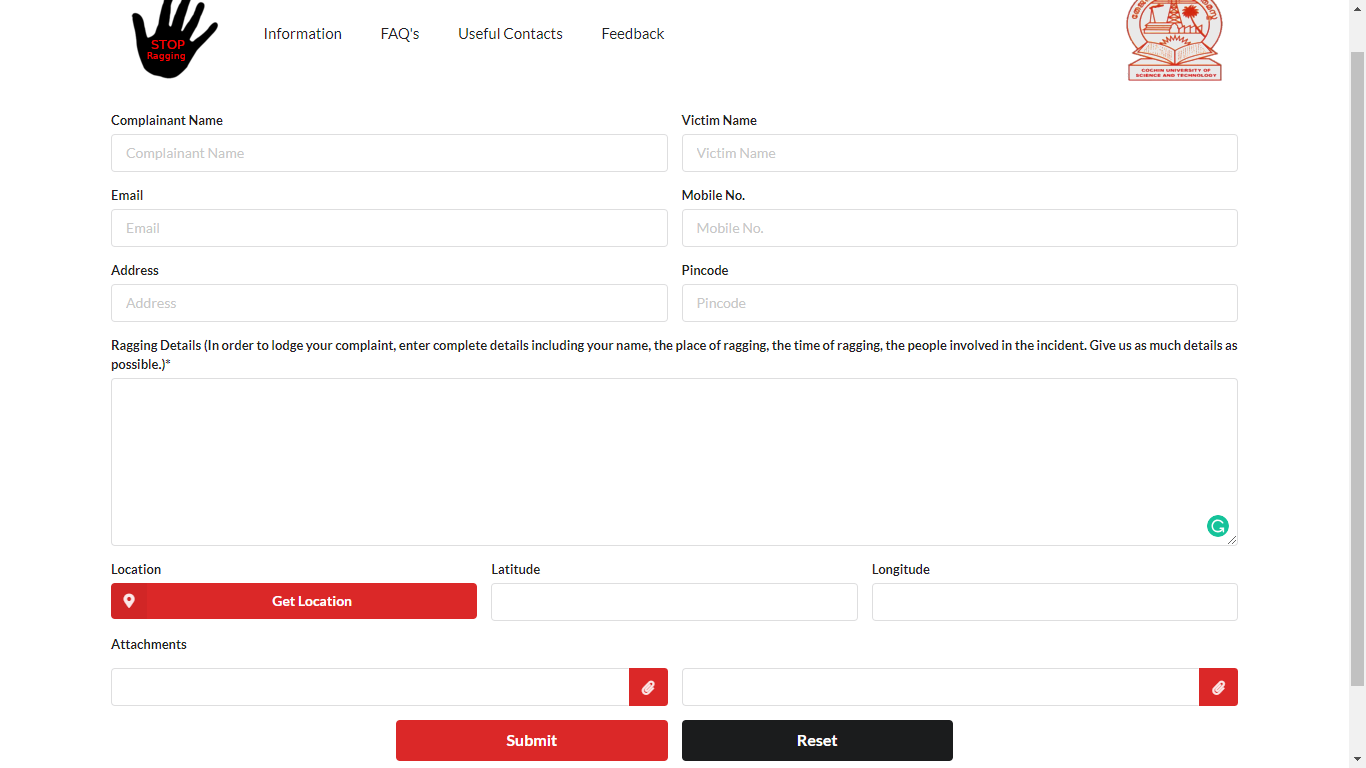 STOP
Ragging
Information
FAQ's
Useful Contacts
Feedback
COCHIN UNIVERSITY OF
SCIENCE AND TECHNOLOGY
Complainant Name
Victim Name
Complainant Name
Victim Name
Email
Mobile No.
Email
Mobile No.
Address
Pincode
Address
Pincode
Ragging Details (In order to lodge your complaint, enter complete details including your name, the place of ragging, the time of ragging, the people involved in the incident. Give us as much details as
possible.)*
Location
Latitude
Longitude
Get Location
Attachments
Submit
Reset